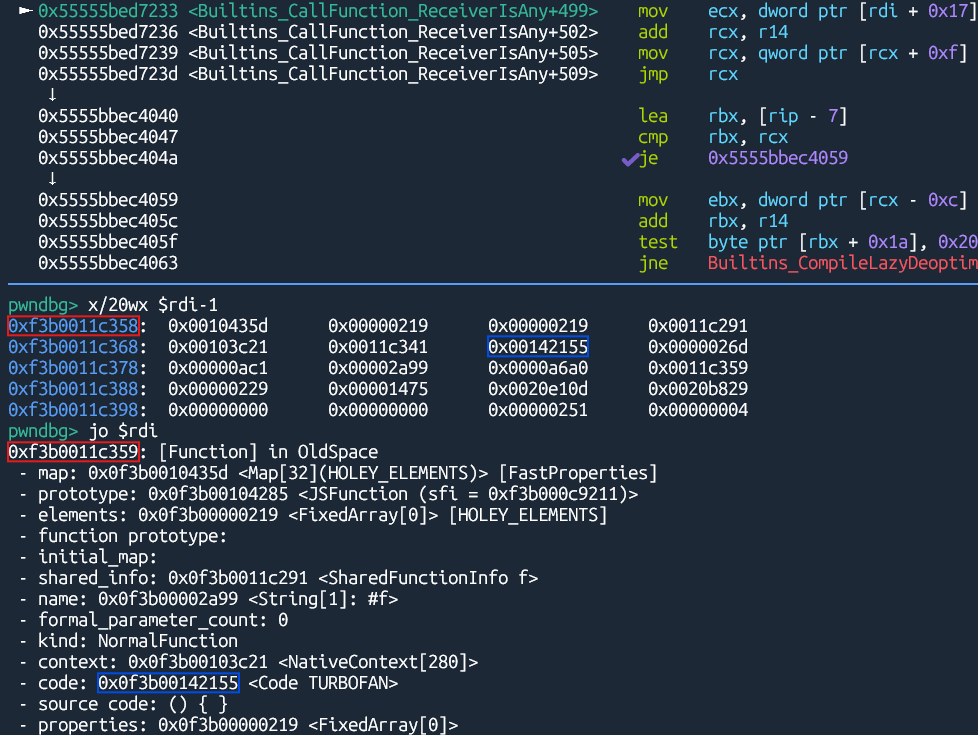 ► 0x55555bed7233 <Builtins_CallFunction_ReceiverIsAny+499> mov ecx, dword ptr [rdi + 0x17]
0x55555bed7236 <Builtins_CallFunction_ReceiverIsAny+502> add rcx, r14
0x55555bed7239 <Builtins_CallFunction_ReceiverIsAny+505> mov rcx, qword ptr [rcx + 0xf]
0x55555bed723d <Builtins_CallFunction_ReceiverIsAny+509> jmp rcx
↓
0x5555bbec4040 lea rbx, [rip - 7]
0x5555bbec4047 cmp rbx, rcx
0x5555bbec404a ✔je 0x5555bbec4059
↓
0x5555bbec4059 mov ebx, dword ptr [rcx - 0xc]
0x5555bbec405c add rbx, r14
0x5555bbec405f test byte ptr [rbx + 0x1a], 0x20
0x5555bbec4063 jne Builtins_CompileLazyDeoptim
pwndbg> x/20wx $rdi-1
0xf3b0011c358: 0x0010435d 0x00000219 0x00000219 0x0011c291
0xf3b0011c368: 0x00103c21 0x0011c341 0x00142155 0x0000026d
0xf3b0011c378: 0x00000ac1 0x00002a99 0x0000a6a0 0x0011c359
0xf3b0011c388: 0x00000229 0x00001475 0x0020e10d 0x0020b829
0xf3b0011c398: 0x00000000 0x00000000 0x00000251 0x00000004
pwndbg> jo $rdi
0xf3b0011c359: [Function] in OldSpace
- map: 0x0f3b0010435d <Map[32](HOLEY_ELEMENTS)> [FastProperties]
- prototype: 0x0f3b00104285 <JSFunction (sfi = 0xf3b000c9211)>
- elements: 0x0f3b00000219 <FixedArray[0]> [HOLEY_ELEMENTS]
- function prototype:
- initial_map:
- shared_info: 0x0f3b0011c291 <SharedFunctionInfo f>
- name: 0x0f3b00002a99 <String[1]: #f>
- formal_parameter_count: 0
- kind: NormalFunction
- context: 0x0f3b00103c21 <NativeContext[280]>
- code: 0x0f3b00142155 <Code TURBOFAN>
- source code: () { }
- properties: 0x0f3b00000219 <FixedArray[0]>